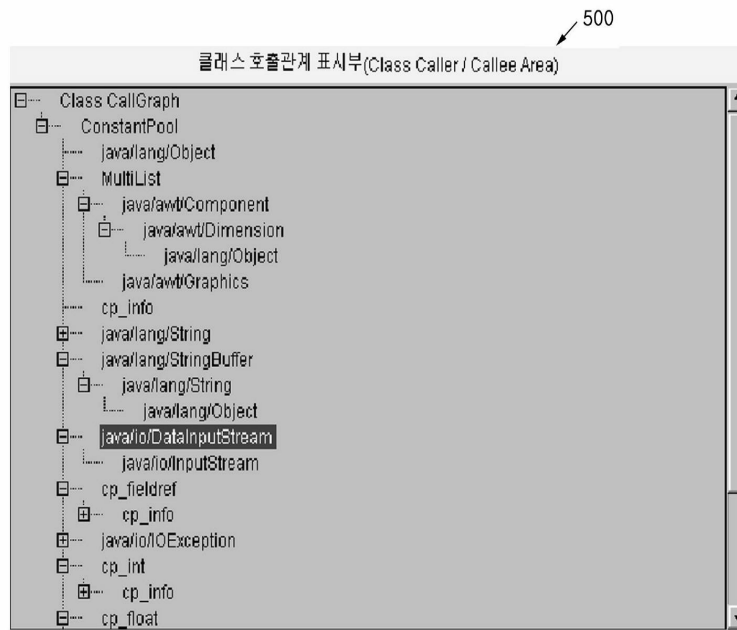 500
클래스 호출관계 표시부(Class Caller / Callee Area)
Class CallGraph
ConstantPool
java/lang/Object
MultiList
java/awt/Component
java/awt/Dimension
java/lang/Object
java/awt/Graphics
cp_info
java/lang/String
java/lang/StringBuffer
java/lang/String
java/lang/Object
java/io/DataInputStream
java/io/InputStream
cp_fieldref
cp_info
java/io/IOException
cp_int
cp_info
cp_float